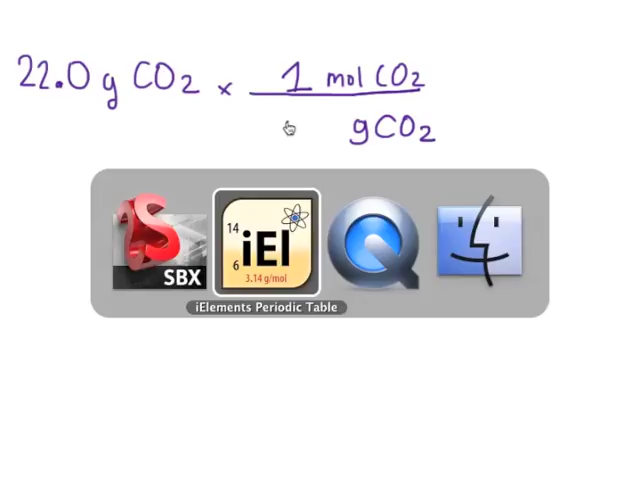 22.0 g CO2 x 1 mol CO2
g CO2
SBX
14
iEl
6
3.14 g/mol
iElements Periodic Table